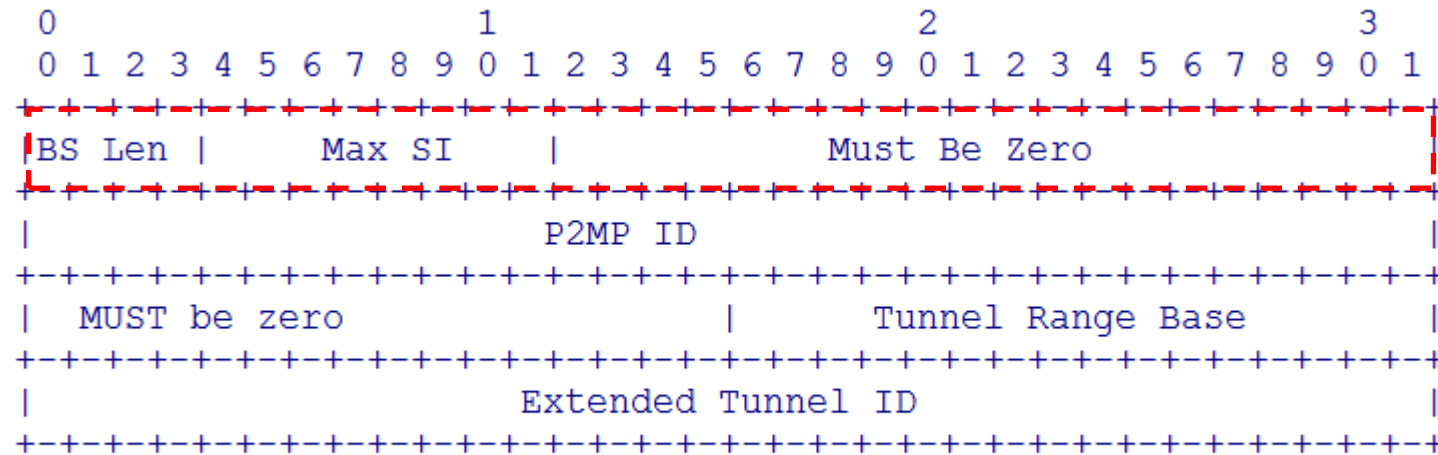 0 1 2 3
0 1 2 3 4 5 6 7 8 9 0 1 2 3 4 5 6 7 8 9 0 1 2 3 4 5 6 7 8 9 0 1
+-+-+-+-+-+-+-+-+-+-+-+-+-+-+-+-+-+-+-+-+-+-+-+-+-+-+-+-+-+-+-+-+
|BS Len | Max SI | Must Be Zero |
+-+-+-+-+-+-+-+-+-+-+-+-+-+-+-+-+-+-+-+-+-+-+-+-+-+-+-+-+-+-+-+-+
| P2MP ID |
+-+-+-+-+-+-+-+-+-+-+-+-+-+-+-+-+-+-+-+-+-+-+-+-+-+-+-+-+-+-+-+-+
| MUST be zero | Tunnel Range Base |
+-+-+-+-+-+-+-+-+-+-+-+-+-+-+-+-+-+-+-+-+-+-+-+-+-+-+-+-+-+-+-+-+
| Extended Tunnel ID |
+-+-+-+-+-+-+-+-+-+-+-+-+-+-+-+-+-+-+-+-+-+-+-+-+-+-+-+-+-+-+-+-+